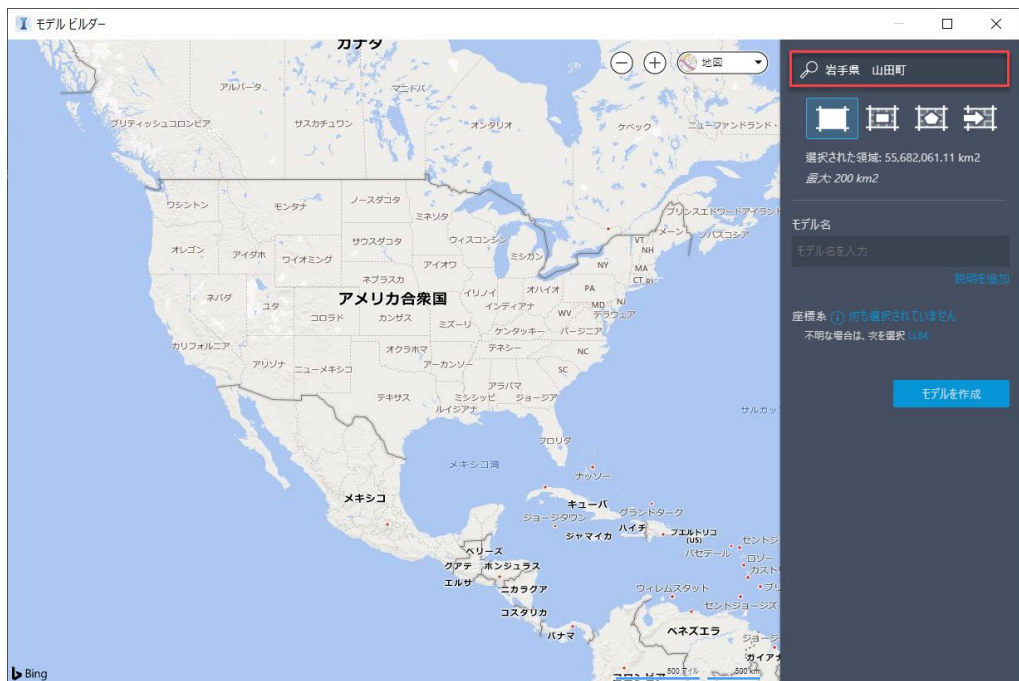 モデル ビルダー
カナダ
地図
岩手県 山田町
アルバータ
マニトバ
ブリティッシュコロンビア
サスカチュワン
オンタリオ
ケベック
ニューファンドランド・
選択された領域: 55,682,061.11 km2
最大: 200 km2
ワシントン
モンタナ
ノースダコタ
ミネソタ
プリンスエドワードアイランド
メーン
ノバスコシア
モデル名
モデル名を入力
説明を追加
オレゴン
アイダホ
ワイオミング
サウスダコタ
ウィスコンシン
ミシガン
VT
NH
NY
MA
CT
RI
ネブラスカ
アイオワ
ネバダ
ユタ
アメリカ合衆国
イリノイ
オハイオ
PA
インディアナ
MD
NJ
コロラド
カンザス
ミズーリ
WV
デラウェア
座標系 何も選択されていません
不明な場合は、次を選択 LL84
ケンタッキー
バージニア
カリフォルニア
オクラホマ
テネシー
NC
アリゾナ
ニューメキシコ
アーカンソー
SC
アラバマ
テキサス
ミシシッピ
ジョージア
ルイジアナ
モデルを作成
サルガッ
フロリダ
メキシコ湾
ナッソー
メキシコ
キューバ
グランドターク
ジョージタウン
ハイチ
プエルトリコ
(US)
ジャマイカ
バセテール
セントジ
ベリーズ
ロゾー
グアテ
ホンジュラス
カスト
エルサ
ニカラグア
ウィレムスタット
セントジョージズ
コスタリカ
パナマ
ベネズエラ
ジョージ
ガイアナ
コロンビア
500 マイル
500 km
Bing